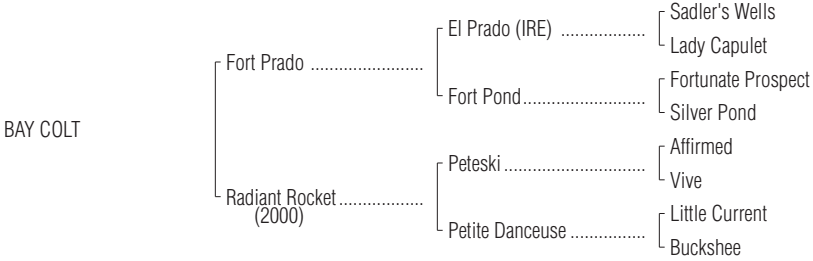 Sadler's Wells
El Prado (IRE) ..................
Lady Capulet
Fort Prado ........................
Fortunate Prospect
Fort Pond..........................
Silver Pond
BAY COLT
Affirmed
Peteski ..............................
Vive
Radiant Rocket..................
(2000)
Little Current
Petite Danceuse ................
Buckshee